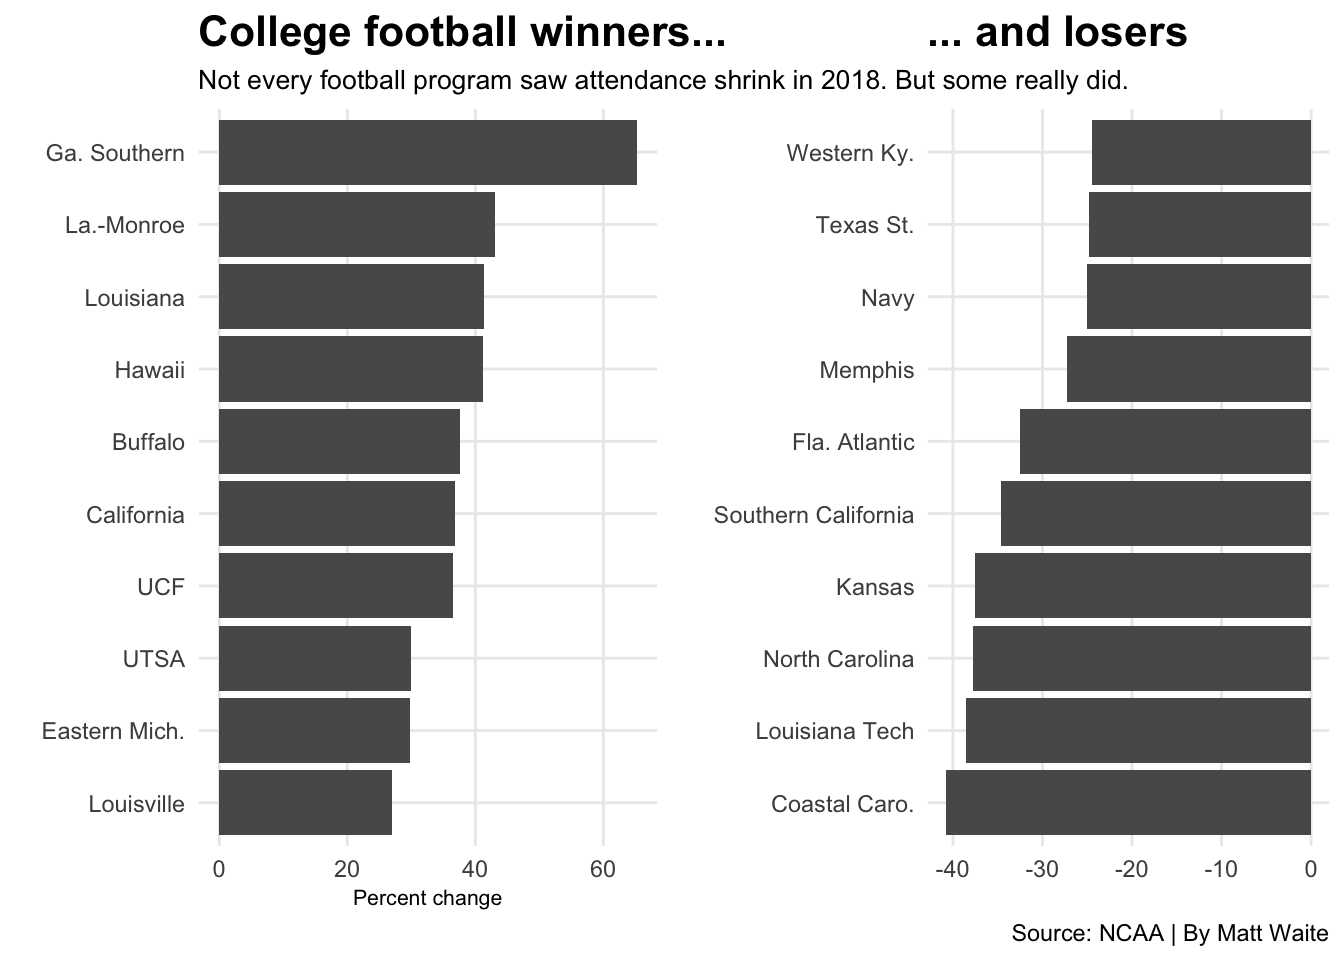 College football winners...
... and losers
Not every football program saw attendance shrink in 2018. But some really did.
Ga. Southern
La.-Monroe
Louisiana
Hawaii
Buffalo
California
UCF
UTSA
Eastern Mich.
Louisville
0 20 40 60
Percent change
Western Ky.
Texas St.
Navy
Memphis
Fla. Atlantic
Southern California
Kansas
North Carolina
Louisiana Tech
Coastal Caro.
-40 -30 -20 -10 0
Source: NCAA | By Matt Waite